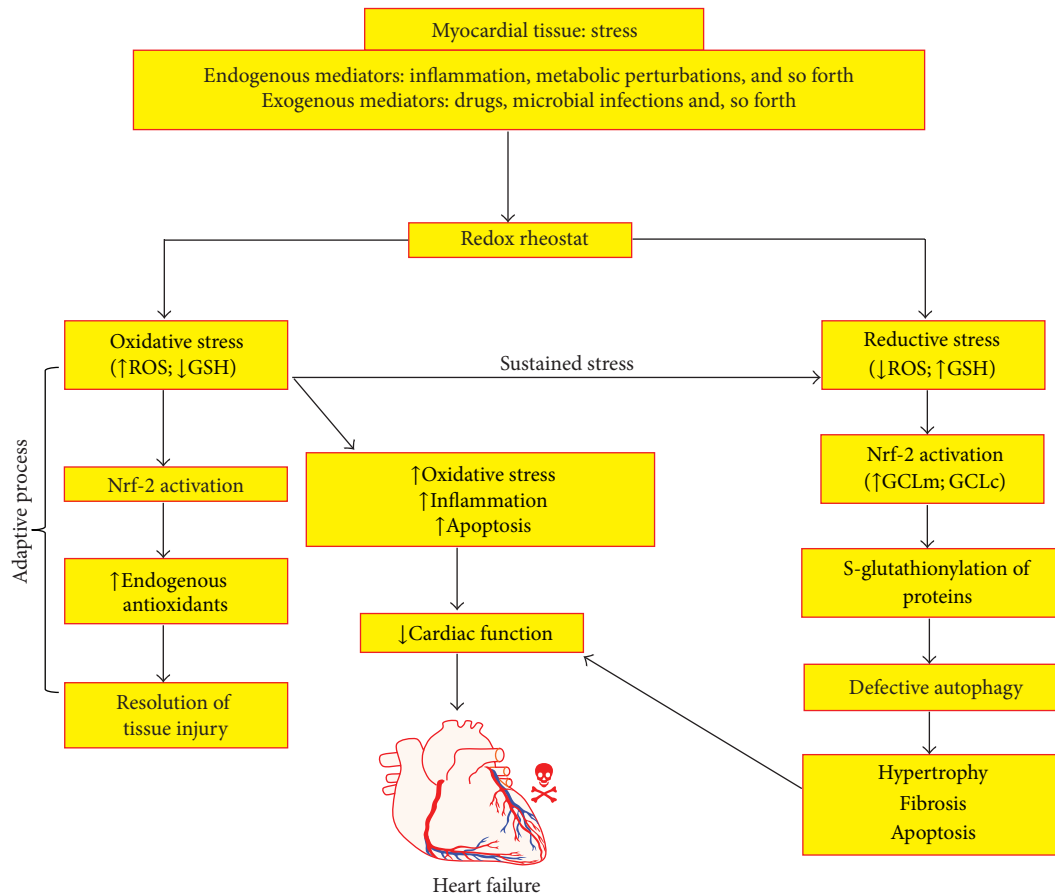 Myocardial tissue: stress
Endogenous mediators: inflammation, metabolic perturbations, and so forth
Exogenous mediators: drugs, microbial infections and, so forth
Redox rheostat
Oxidative stress
(↑ROS; ↓GSH)
Sustained stress
Reductive stress
(↓ROS; ↑GSH)
Adaptive process
Nrf-2 activation
↑Oxidative stress
↑Inflammation
↑Apoptosis
Nrf-2 activation
(↑GCLm; GCLc)
↑Endogenous
antioxidants
S-glutathionylation of
proteins
↓Cardiac function
Resolution of
tissue injury
Defective autophagy
Hypertrophy
Fibrosis
Apoptosis
Heart failure